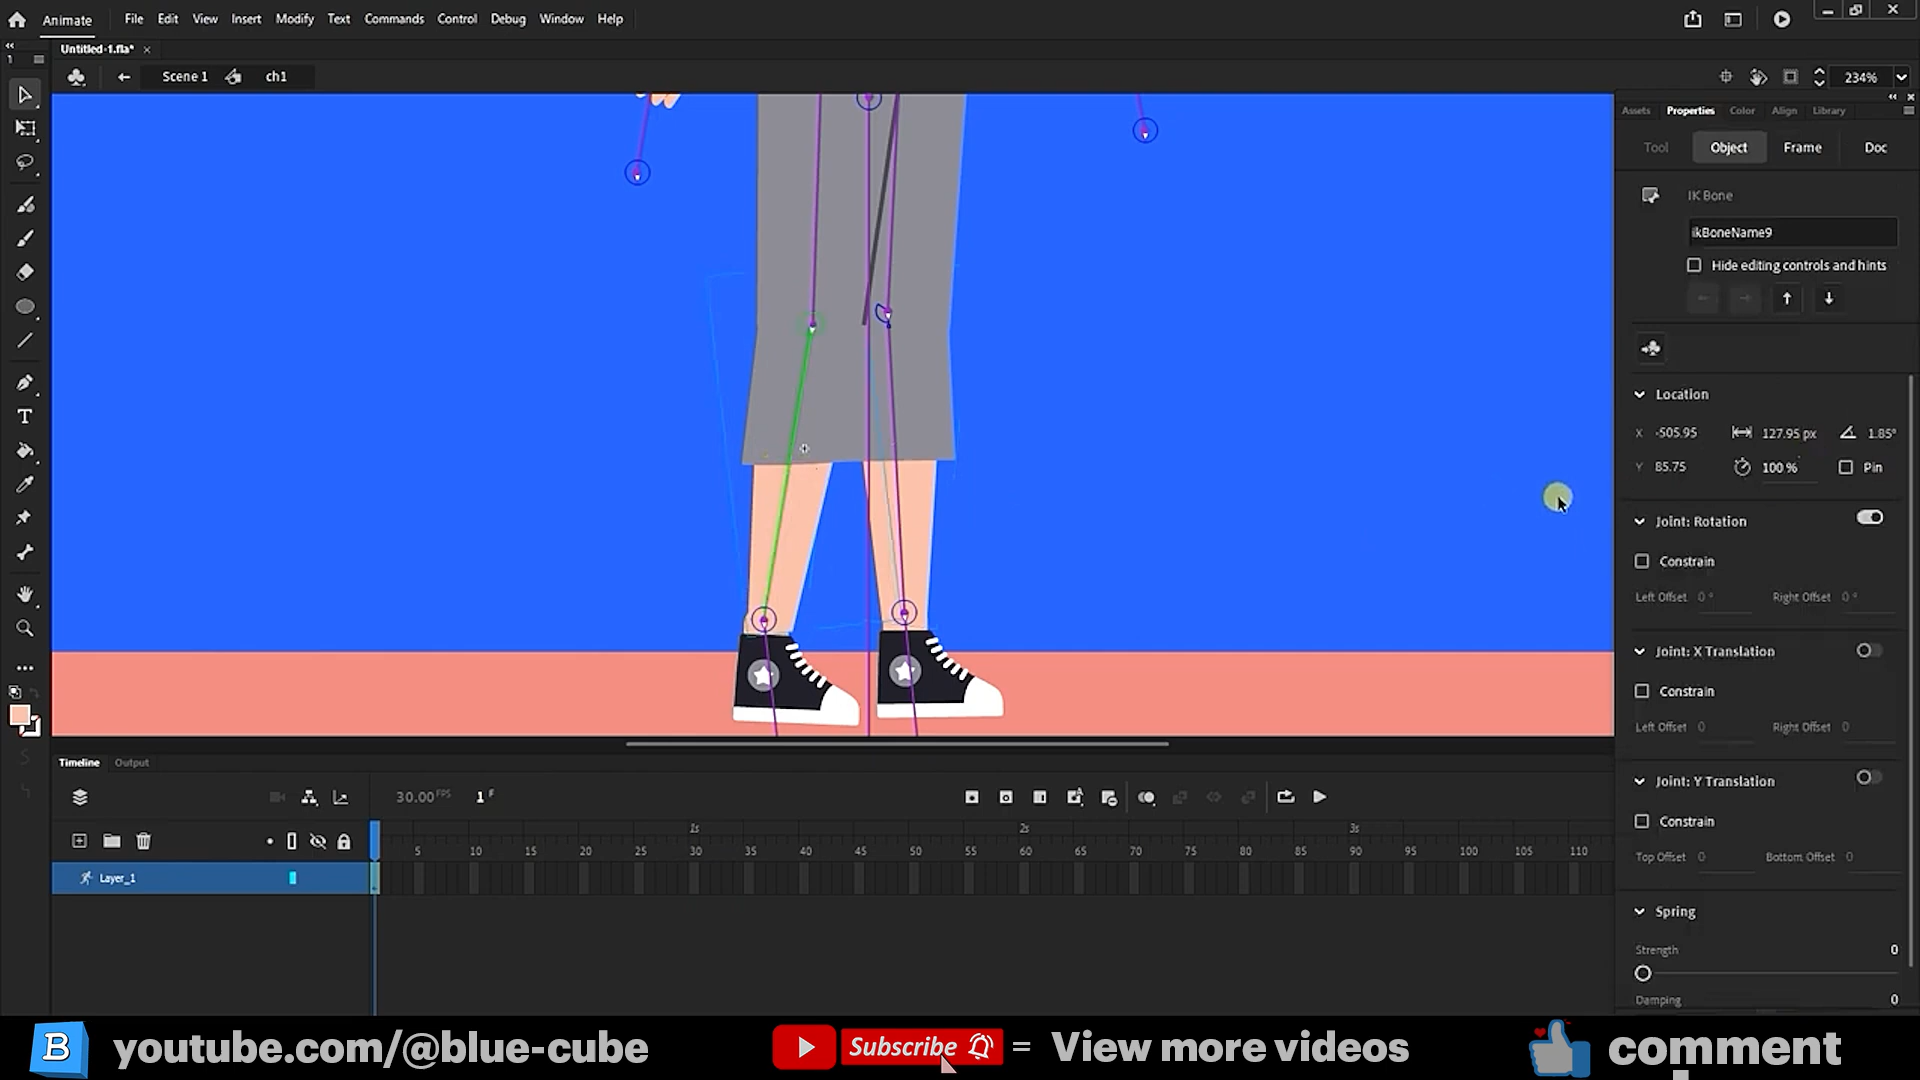 Animate File Edit View Insert Modify Text Commands Control Debug Window Help
Untitled-1.fla*
Scene 1 ch1 234%
Assets Properties Color Align Library
Tool Object Frame Doc
IK Bone
ikBoneName9
Hide editing controls and hints
Location
X -505.95 127.95 px 1.85°
Y 85.75 100 % Pin
Joint: Rotation
Constrain
Left Offset 0 ° Right Offset 0 °
Joint: X Translation
Constrain
Left Offset 0 Right Offset 0
Joint: Y Translation
Constrain
Top Offset 0 Bottom Offset 0
Spring
Strength 0
Damping 0
Timeline Output
30.00 FPS 1 F
1s 2s 3s
5 10 15 20 25 30 35 40 45 50 55 60 65 70 75 80 85 90 95 100 105 110
Layer_1
B youtube.com/@blue-cube Subscribe = View more videos comment